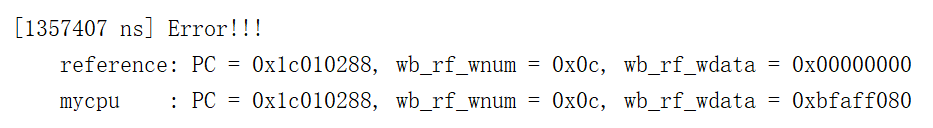 [1357407 ns] Error!!!
reference: PC = 0x1c010288, wb_rf_wnum = 0x0c, wb_rf_wdata = 0x00000000
mycpu    : PC = 0x1c010288, wb_rf_wnum = 0x0c, wb_rf_wdata = 0xbfaff080